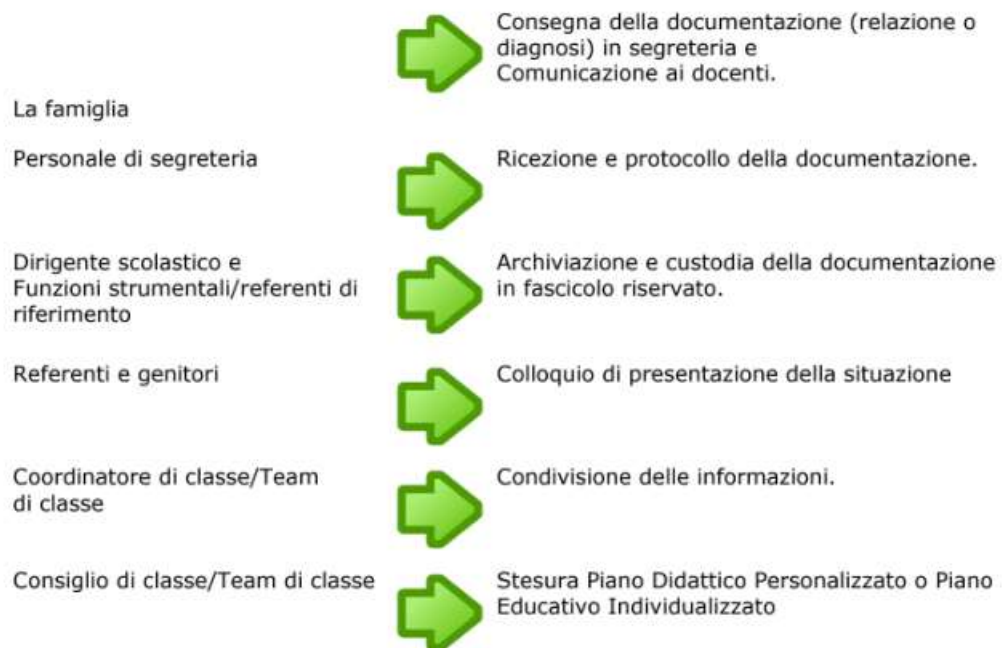 Consegna della documentazione (relazione o
diagnosi) in segreteria e
Comunicazione ai docenti.
La famiglia
Personale di segreteria
Ricezione e protocollo della documentazione.
Dirigente scolastico e
Funzioni strumentali/referenti di
riferimento
Archiviazione e custodia della documentazione
in fascicolo riservato.
Referenti e genitori
Colloquio di presentazione della situazione
Coordinatore di classe/Team
di classe
Condivisione delle informazioni.
Consiglio di classe/Team di classe
Stesura Piano Didattico Personalizzato o Piano
Educativo Individualizzato